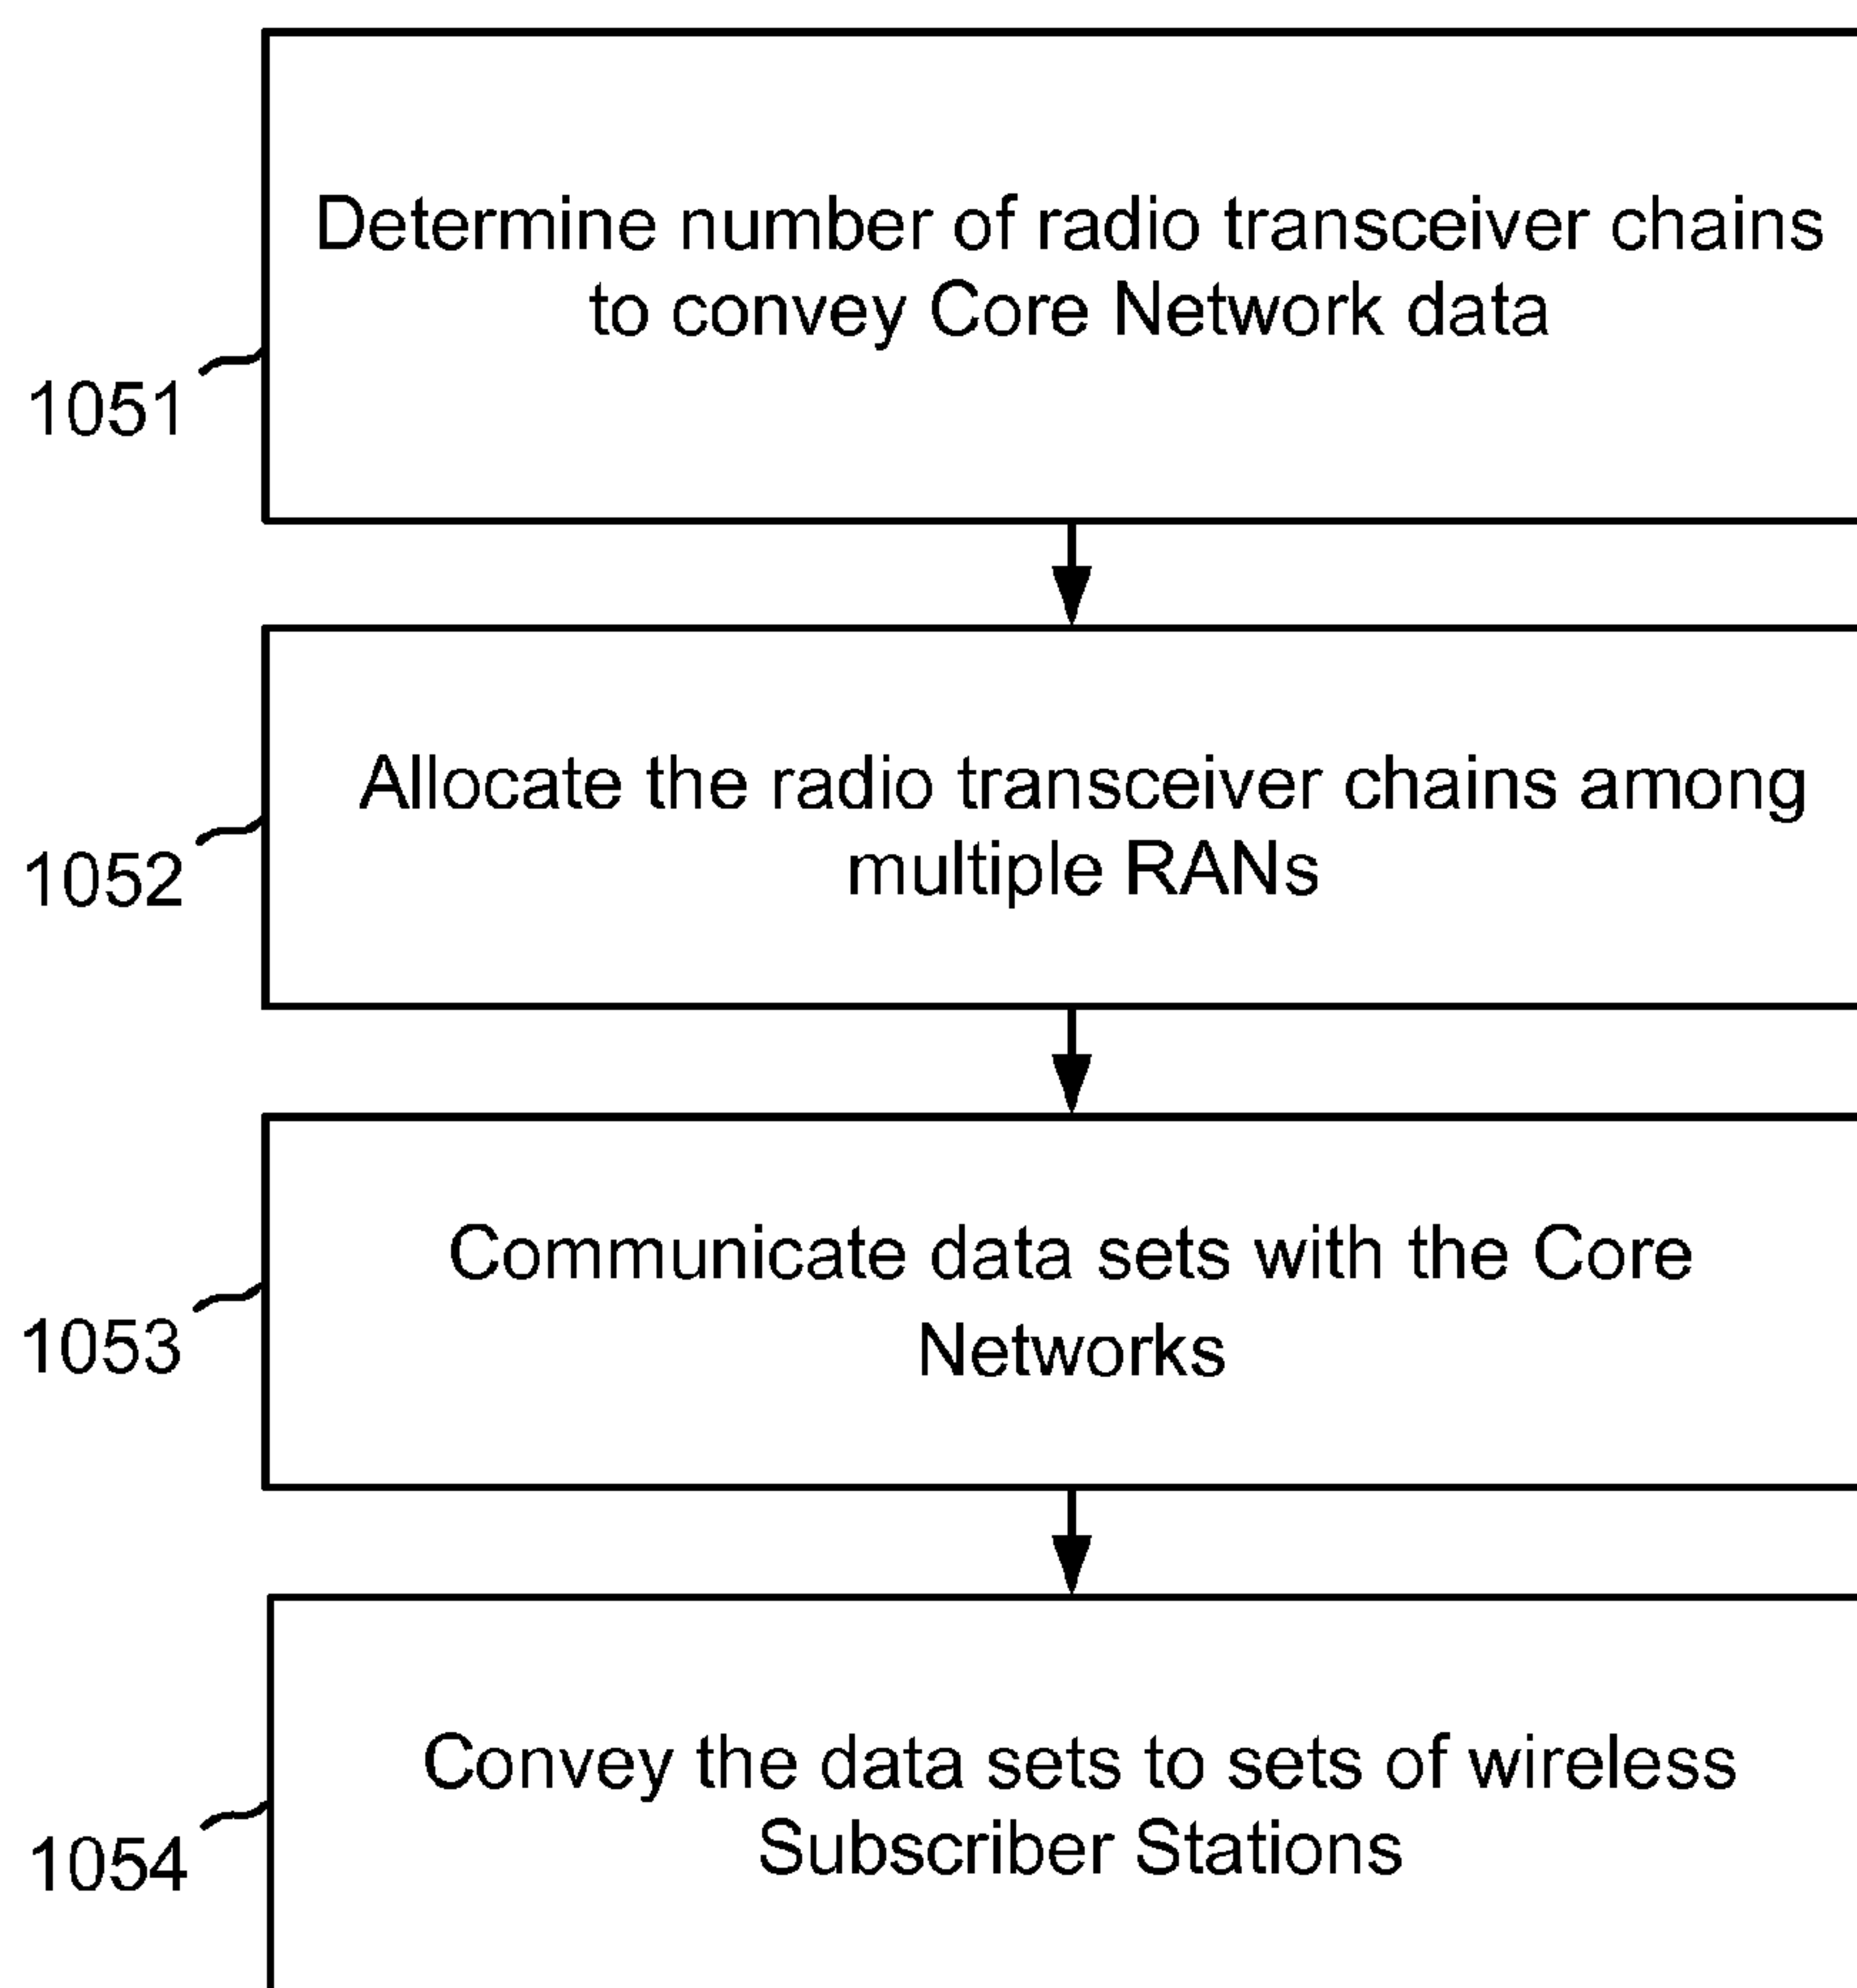 Determine number of radio transceiver chains
to convey Core Network data
1051
Allocate the radio transceiver chains among
multiple RANs
1052
Communicate data sets with the Core
Networks
1053
Convey the data sets to sets of wireless
Subscriber Stations
1054